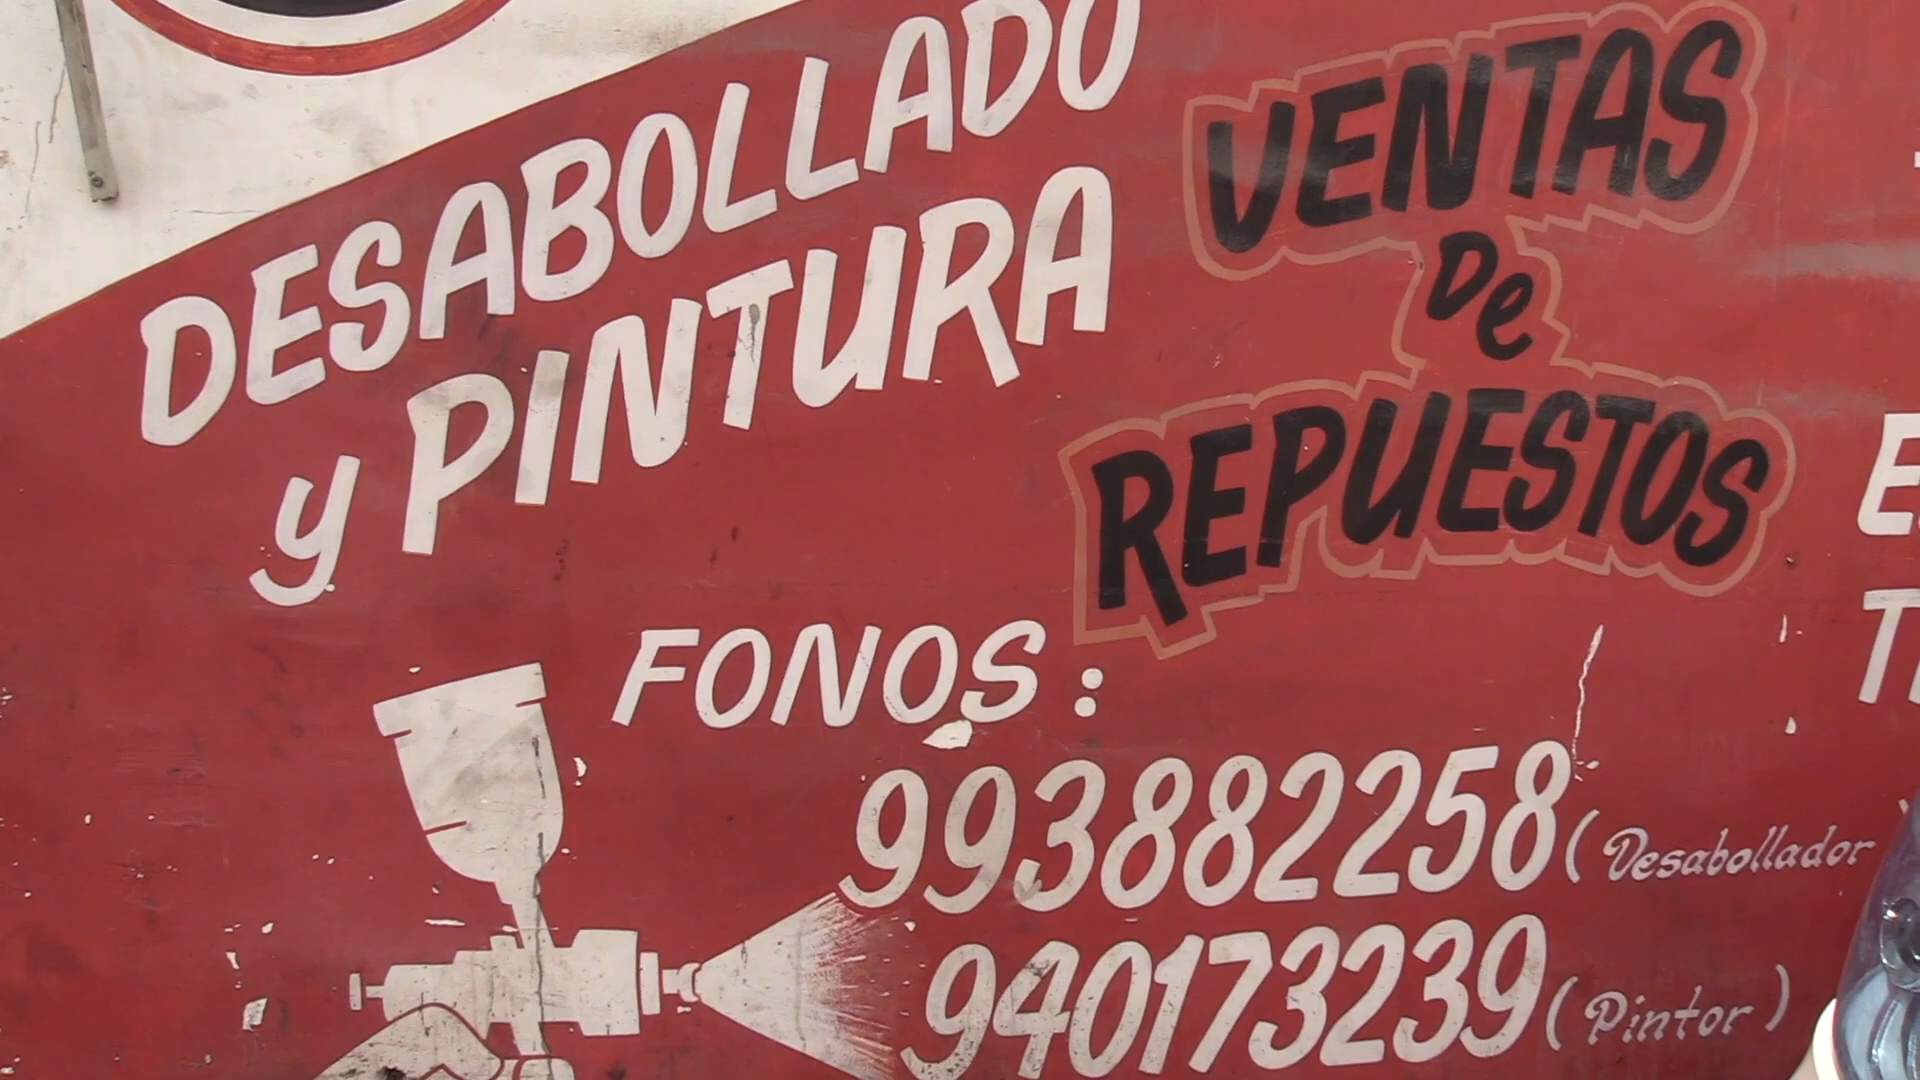 DESABOLLADO
y PINTURA
VENTAS
De
REPUESTOS
FONOS:
993882258 (Desabollador
940173239 (Pintor)